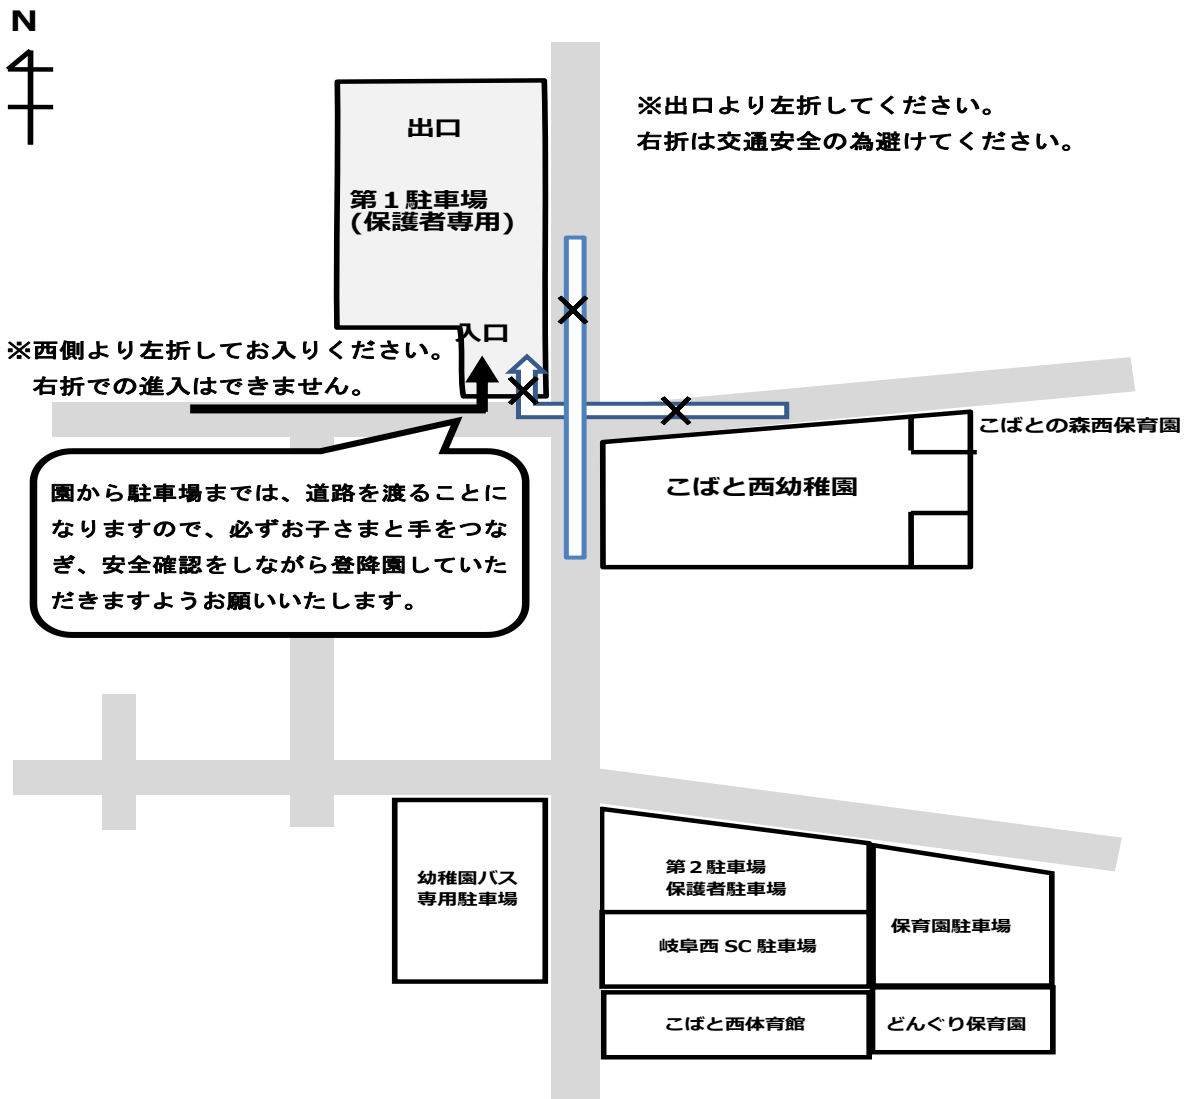 N
※出口より左折してください。
右折は交通安全の為避けてください。
出口
第１駐車場
(保護者専用)
入口
※西側より左折してお入りください。
右折での進入はできません。
こばとの森西保育園
こばと西幼稚園
園から駐車場までは、道路を渡ることに
なりますので、必ずお子さまと手をつな
ぎ、安全確認をしながら登降園していた
だきますようお願いいたします。
幼稚園バス
専用駐車場
第２駐車場
保護者駐車場
保育園駐車場
岐阜西 SC 駐車場
こばと西体育館
どんぐり保育園